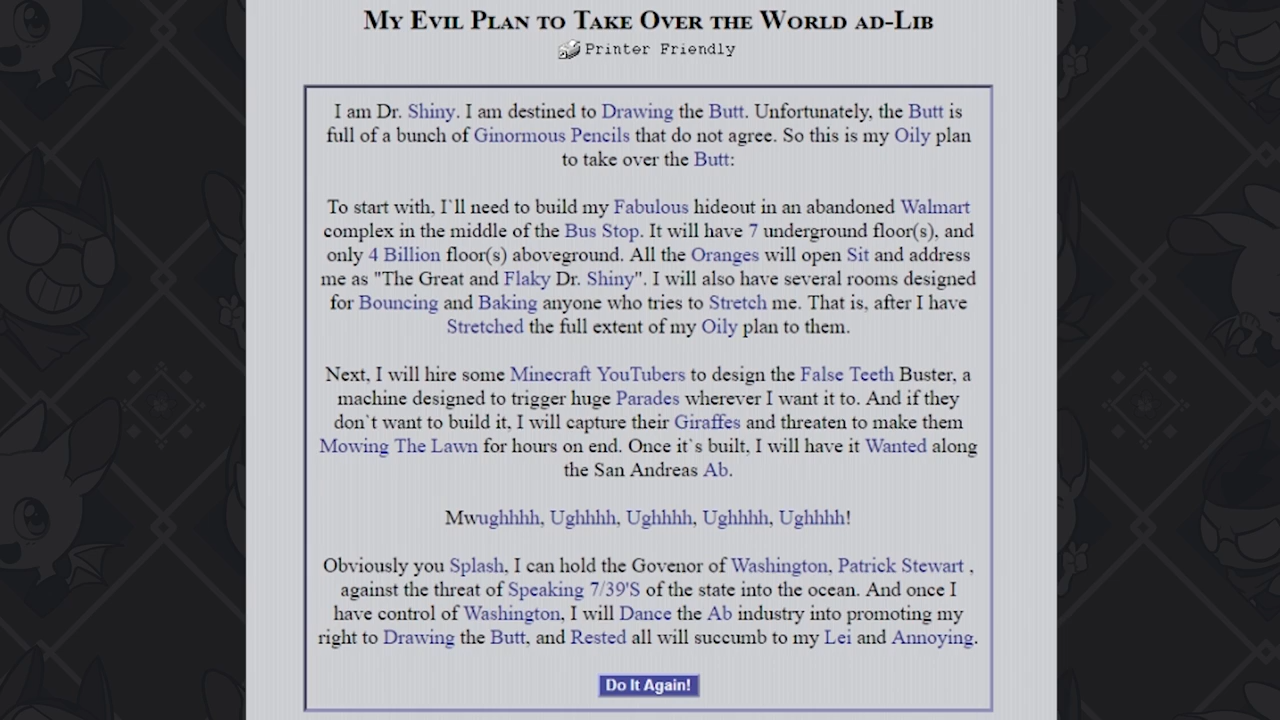 My Evil Plan to Take Over the World ad-Lib
Printer Friendly
I am Dr. Shiny. I am destined to Drawing the Butt. Unfortunately, the Butt is
full of a bunch of Ginormous Pencils that do not agree. So this is my Oily plan
to take over the Butt:
To start with, I`ll need to build my Fabulous hideout in an abandoned Walmart
complex in the middle of the Bus Stop. It will have 7 underground floor(s), and
only 4 Billion floor(s) aboveground. All the Oranges will open Sit and address
me as "The Great and Flaky Dr. Shiny". I will also have several rooms designed
for Bouncing and Baking anyone who tries to Stretch me. That is, after I have
Stretched the full extent of my Oily plan to them.
Next, I will hire some Minecraft YouTubers to design the False Teeth Buster, a
machine designed to trigger huge Parades wherever I want it to. And if they
don`t want to build it, I will capture their Giraffes and threaten to make them
Mowing The Lawn for hours on end. Once it`s built, I will have it Wanted along
the San Andreas Ab.
Mwughhhh, Ughhhh, Ughhhh, Ughhhh, Ughhhh!
Obviously you Splash, I can hold the Govenor of Washington, Patrick Stewart ,
against the threat of Speaking 7/39'S of the state into the ocean. And once I
have control of Washington, I will Dance the Ab industry into promoting my
right to Drawing the Butt, and Rested all will succumb to my Lei and Annoying.
Do It Again!